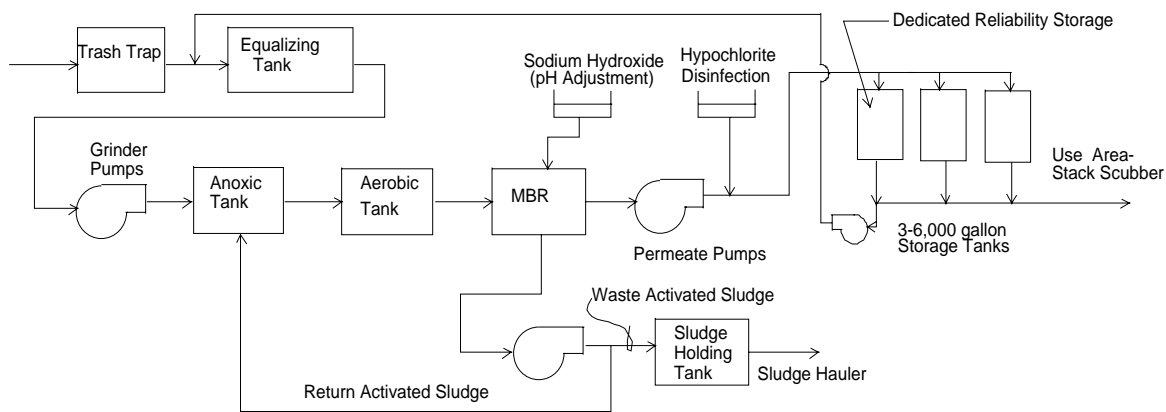 Dedicated Reliability Storage
Trash Trap
Equalizing
Tank
Sodium Hydroxide
(pH Adjustment)
Hypochlorite
Disinfection
Grinder
Pumps
Anoxic
Tank
Aerobic
Tank
MBR
Permeate Pumps
Use Area-
Stack Scubber
3-6,000 gallon
Storage Tanks
Waste Activated Sludge
Sludge
Holding
Tank
Sludge Hauler
Return Activated Sludge